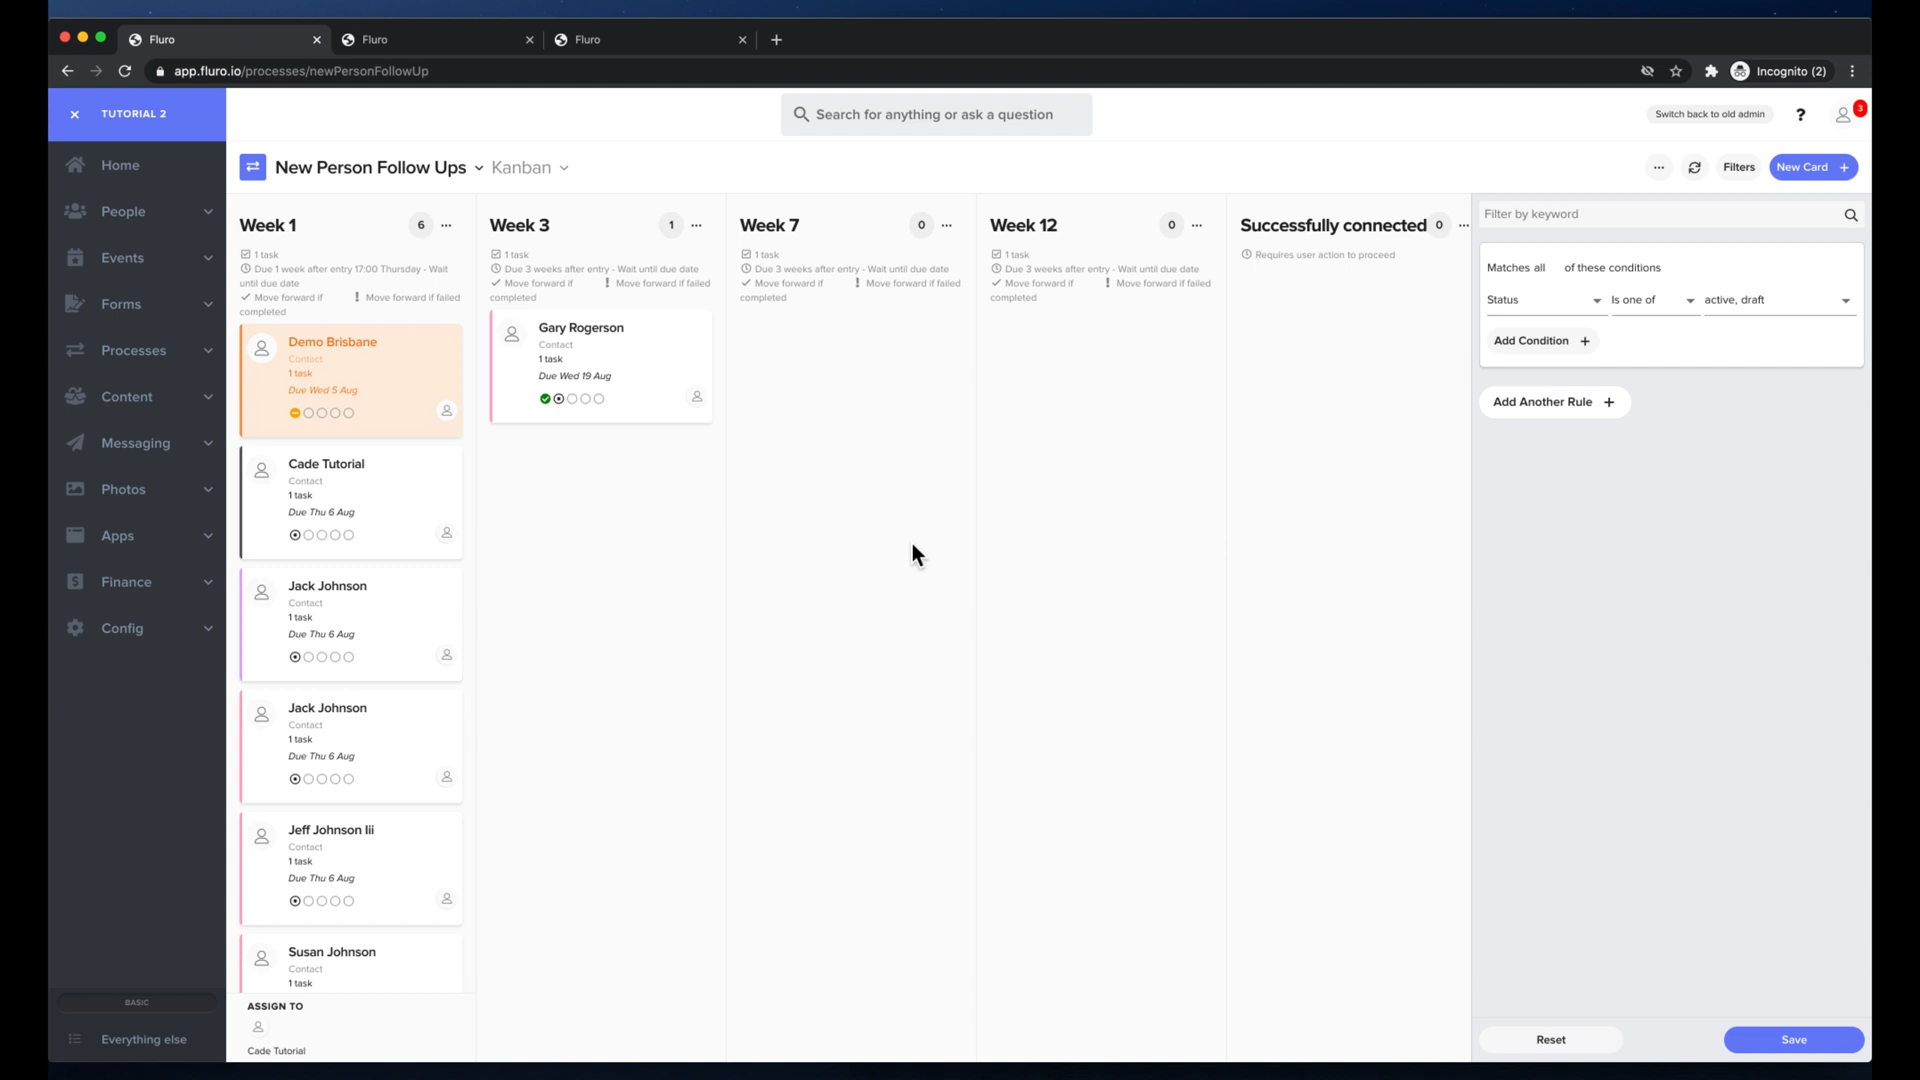 Fluro
Fluro
Fluro
app.fluro.io/processes/newPersonFollowUp
Incognito (2)
TUTORIAL 2
Search for anything or ask a question
Switch back to old admin
?
3
Home
People
Events
Forms
Processes
Content
Messaging
Photos
Apps
Finance
Config
BASIC
Everything else
New Person Follow Ups
Kanban
Filters
New Card +
Week 1
6
1 task
Due 1 week after entry 17:00 Thursday - Wait
until due date
Move forward if
completed
Move forward if failed
Demo Brisbane
Contact
1 task
Due Wed 5 Aug
Cade Tutorial
Contact
1 task
Due Thu 6 Aug
Jack Johnson
Contact
1 task
Due Thu 6 Aug
Jack Johnson
Contact
1 task
Due Thu 6 Aug
Jeff Johnson Iii
Contact
1 task
Due Thu 6 Aug
Susan Johnson
Contact
1 task
ASSIGN TO
Cade Tutorial
Week 3
1
1 task
Due 3 weeks after entry - Wait until due date
Move forward if
completed
Move forward if failed
Gary Rogerson
Contact
1 task
Due Wed 19 Aug
Week 7
0
1 task
Due 3 weeks after entry - Wait until due date
Move forward if
completed
Move forward if failed
Week 12
0
1 task
Due 3 weeks after entry - Wait until due date
Move forward if
completed
Move forward if failed
Successfully connected
0
Requires user action to proceed
Filter by keyword
Matches all of these conditions
Status
Is one of
active, draft
Add Condition +
Add Another Rule +
Reset
Save